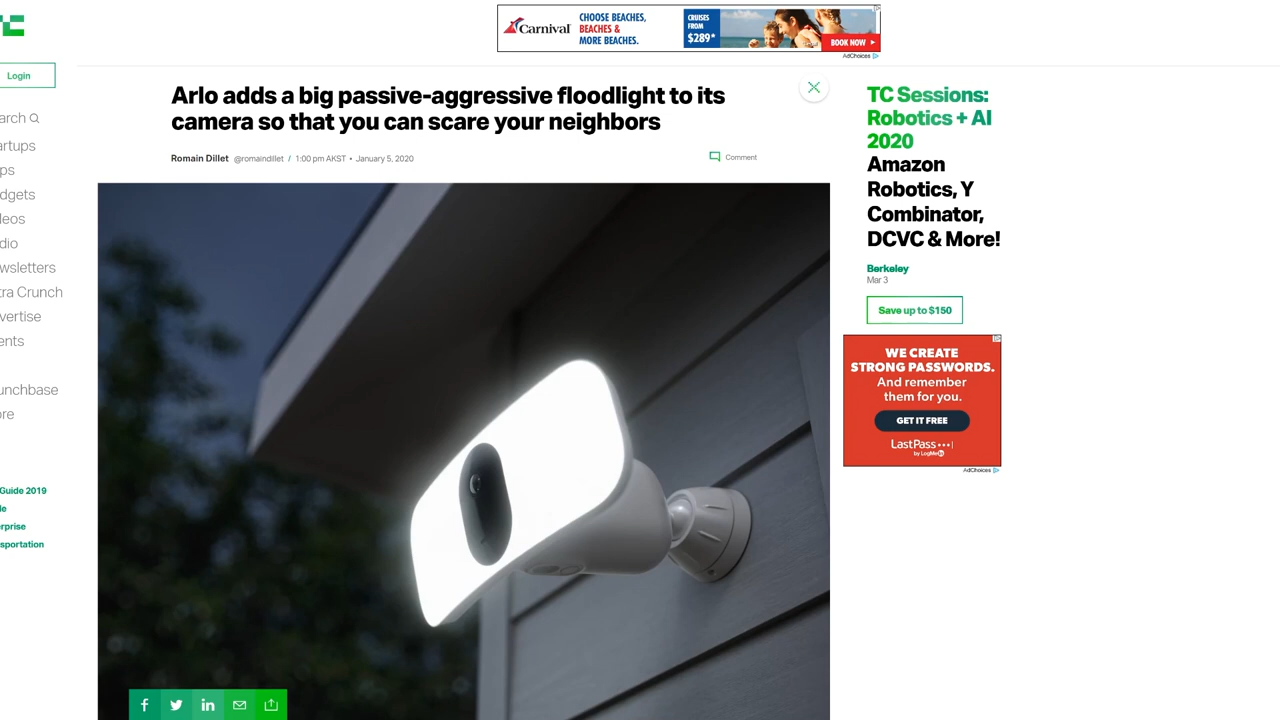 Carnival
CHOOSE BEACHES,
BEACHES &
MORE BEACHES.
CRUISES
FROM
$289*
BOOK NOW
AdChoices
Login
arch
artups
ps
dgets
deos
dio
wsletters
tra Crunch
vertise
ents
unchbase
ore
Guide 2019
le
erprise
sportation
Arlo adds a big passive-aggressive floodlight to its
camera so that you can scare your neighbors
Romain Dillet @romaindillet / 1:00 pm AKST • January 5, 2020
Comment
TC Sessions:
Robotics + AI
2020
Amazon
Robotics, Y
Combinator,
DCVC & More!
Berkeley
Mar 3
Save up to $150
WE CREATE
STRONG PASSWORDS.
And remember
them for you.
GET IT FREE
LastPass•••|
by LogMeIn
AdChoices